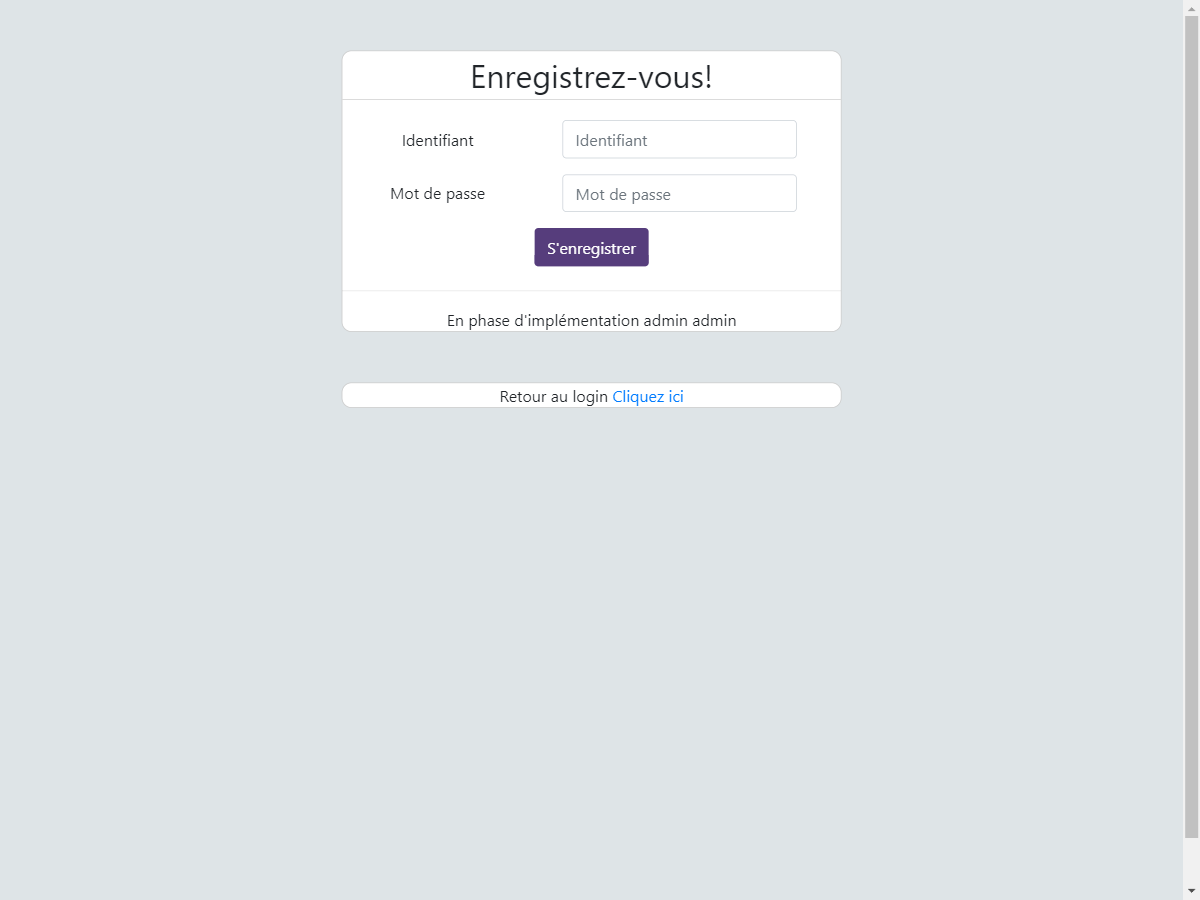 Enregistrez-vous!
Identifiant
Identifiant
Mot de passe
Mot de passe
S'enregistrer
En phase d'implémentation admin admin
Retour au login Cliquez ici